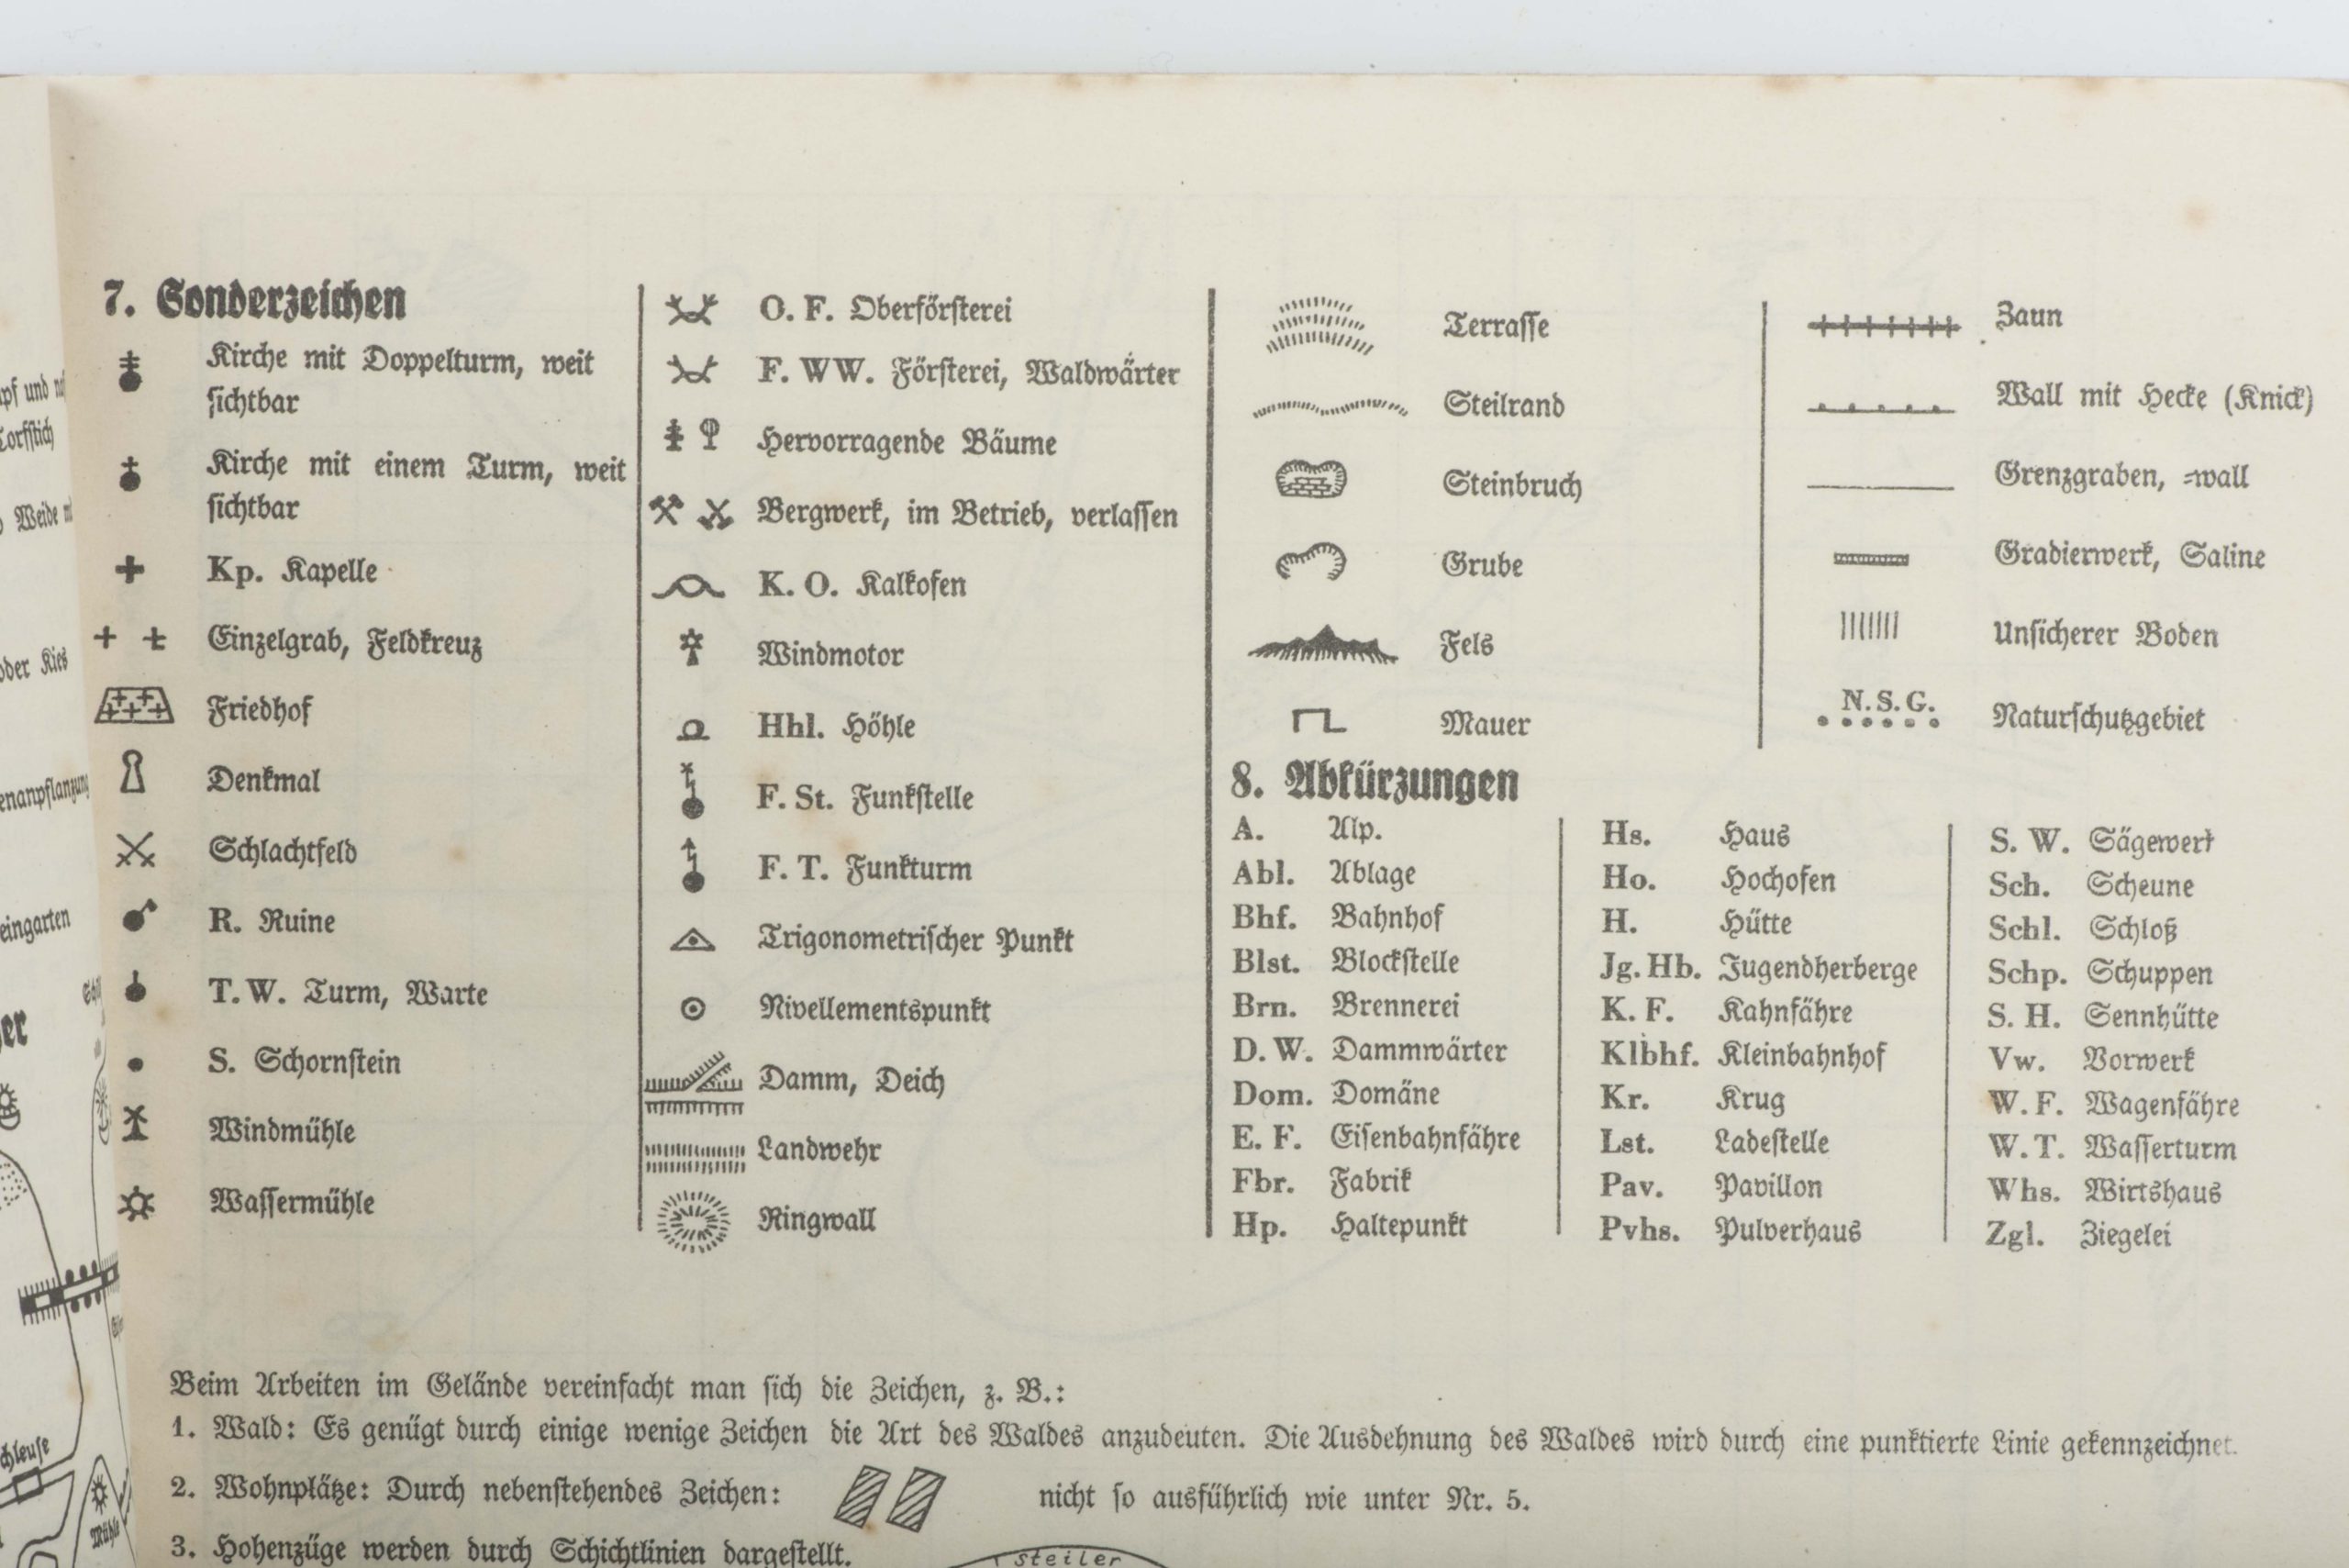 7. Sonderzeichen
Kirche mit Doppelturm, weit
sichtbar
Kirche mit einem Turm, weit
sichtbar
Kp. Kapelle
Einzelgrab, Feldkreuz
Friedhof
Denkmal
Schlachtfeld
R. Ruine
T. W. Turm, Warte
S. Schornstein
Windmühle
Wassermühle
O. F. Oberförsterei
F. WW. Försterei, Waldwärter
Hervorragende Bäume
Bergwerk, im Betrieb, verlassen
K. O. Kalkofen
Windmotor
Hhl. Höhle
F. St. Funkstelle
F. T. Funkturm
Trigonometrischer Punkt
Nivellementspunkt
Damm, Deich
Landwehr
Ringwall
Terrasse
Steilrand
Steinbruch
Grube
Fels
Mauer
Zaun
Wall mit Hecke (Knick)
Grenzgraben, =wall
Gradierwerk, Saline
Unsicherer Boden
N. S. G. Naturschutzgebiet
8. Abkürzungen
A. Alp.
Abl. Ablage
Bhf. Bahnhof
Blst. Blockstelle
Brn. Brennerei
D. W. Dammwärter
Dom. Domäne
E. F. Eisenbahnfähre
Fbr. Fabrik
Hp. Haltepunkt
Hs. Haus
Ho. Hochofen
H. Hütte
Jg. Hb. Jugendherberge
K. F. Kahnfähre
Klbhf. Kleinbahnhof
Kr. Krug
Lst. Ladestelle
Pav. Pavillon
Pvhs. Pulverhaus
S. W. Sägewerk
Sch. Scheune
Schl. Schloß
Schp. Schuppen
S. H. Sennhütte
Vw. Vorwerk
W. F. Wagenfähre
W. T. Wasserturm
Whs. Wirtshaus
Zgl. Ziegelei
Beim Arbeiten im Gelände vereinfacht man sich die Zeichen, z. B.:
1. Wald: Es genügt durch einige wenige Zeichen die Art des Waldes anzudeuten. Die Ausdehnung des Waldes wird durch eine punktierte Linie gekennzeichnet.
2. Wohnplätze: Durch nebenstehendes Zeichen: nicht so ausführlich wie unter Nr. 5.
3. Hohenzüge werden durch Schichtlinien dargestellt.
steiler
oder Kies
Mühle